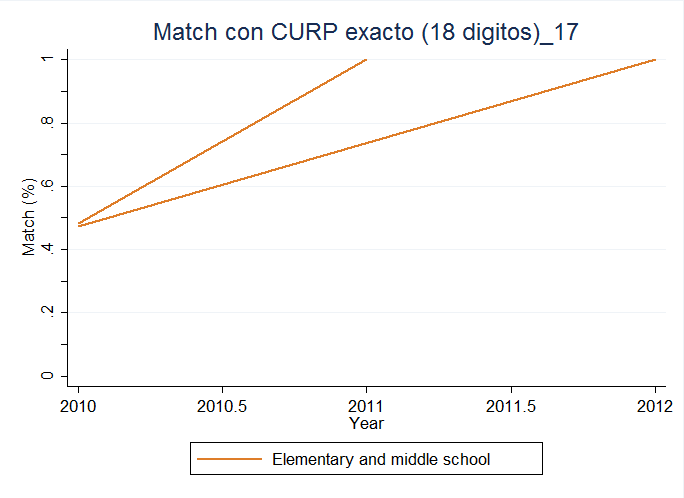 Match con CURP exacto (18 digitos)_17
Match (%)
1
.8
.6
.4
.2
0
2010
2010.5
2011
2011.5
2012
Year
Elementary and middle school